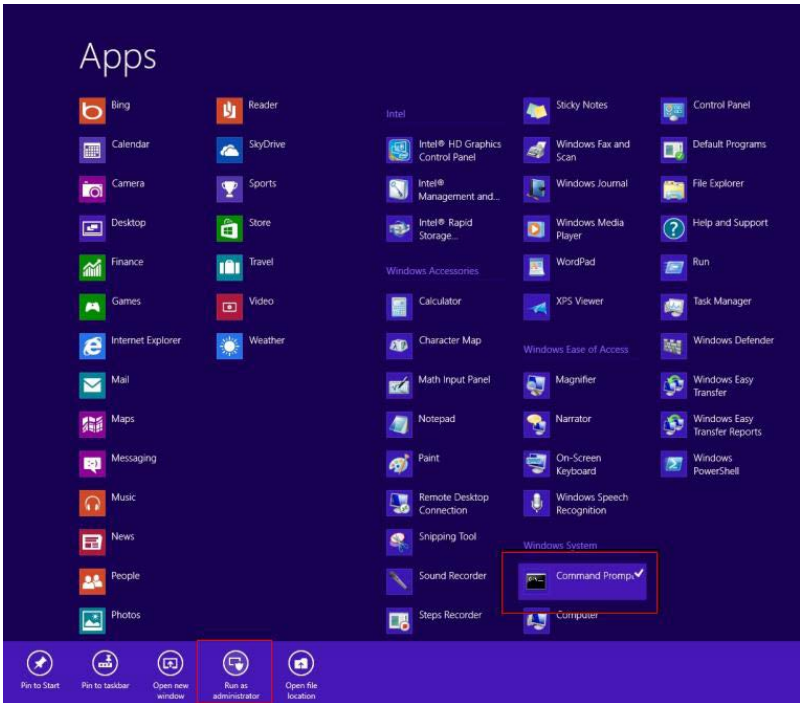 Apps
Bing
Calendar
Camera
Desktop
Finance
Games
Internet Explorer
Mail
Maps
Messaging
Music
News
People
Photos
Reader
SkyDrive
Sports
Store
Travel
Video
Weather
Intel
Intel® HD Graphics
Control Panel
Intel®
Management and...
Intel® Rapid
Storage...
Windows Accessories
Calculator
Character Map
Math Input Panel
Notepad
Paint
Remote Desktop
Connection
Snipping Tool
Sound Recorder
Steps Recorder
Sticky Notes
Windows Fax and
Scan
Windows Journal
Windows Media
Player
WordPad
XPS Viewer
Windows Ease of Access
Magnifier
Narrator
On-Screen
Keyboard
Windows Speech
Recognition
Windows System
Command Prompt
Computer
Control Panel
Default Programs
File Explorer
Help and Support
Run
Task Manager
Windows Defender
Windows Easy
Transfer
Windows Easy
Transfer Reports
Windows
PowerShell
Pin to Start
Pin to taskbar
Open new
window
Run as
administrator
Open file
location